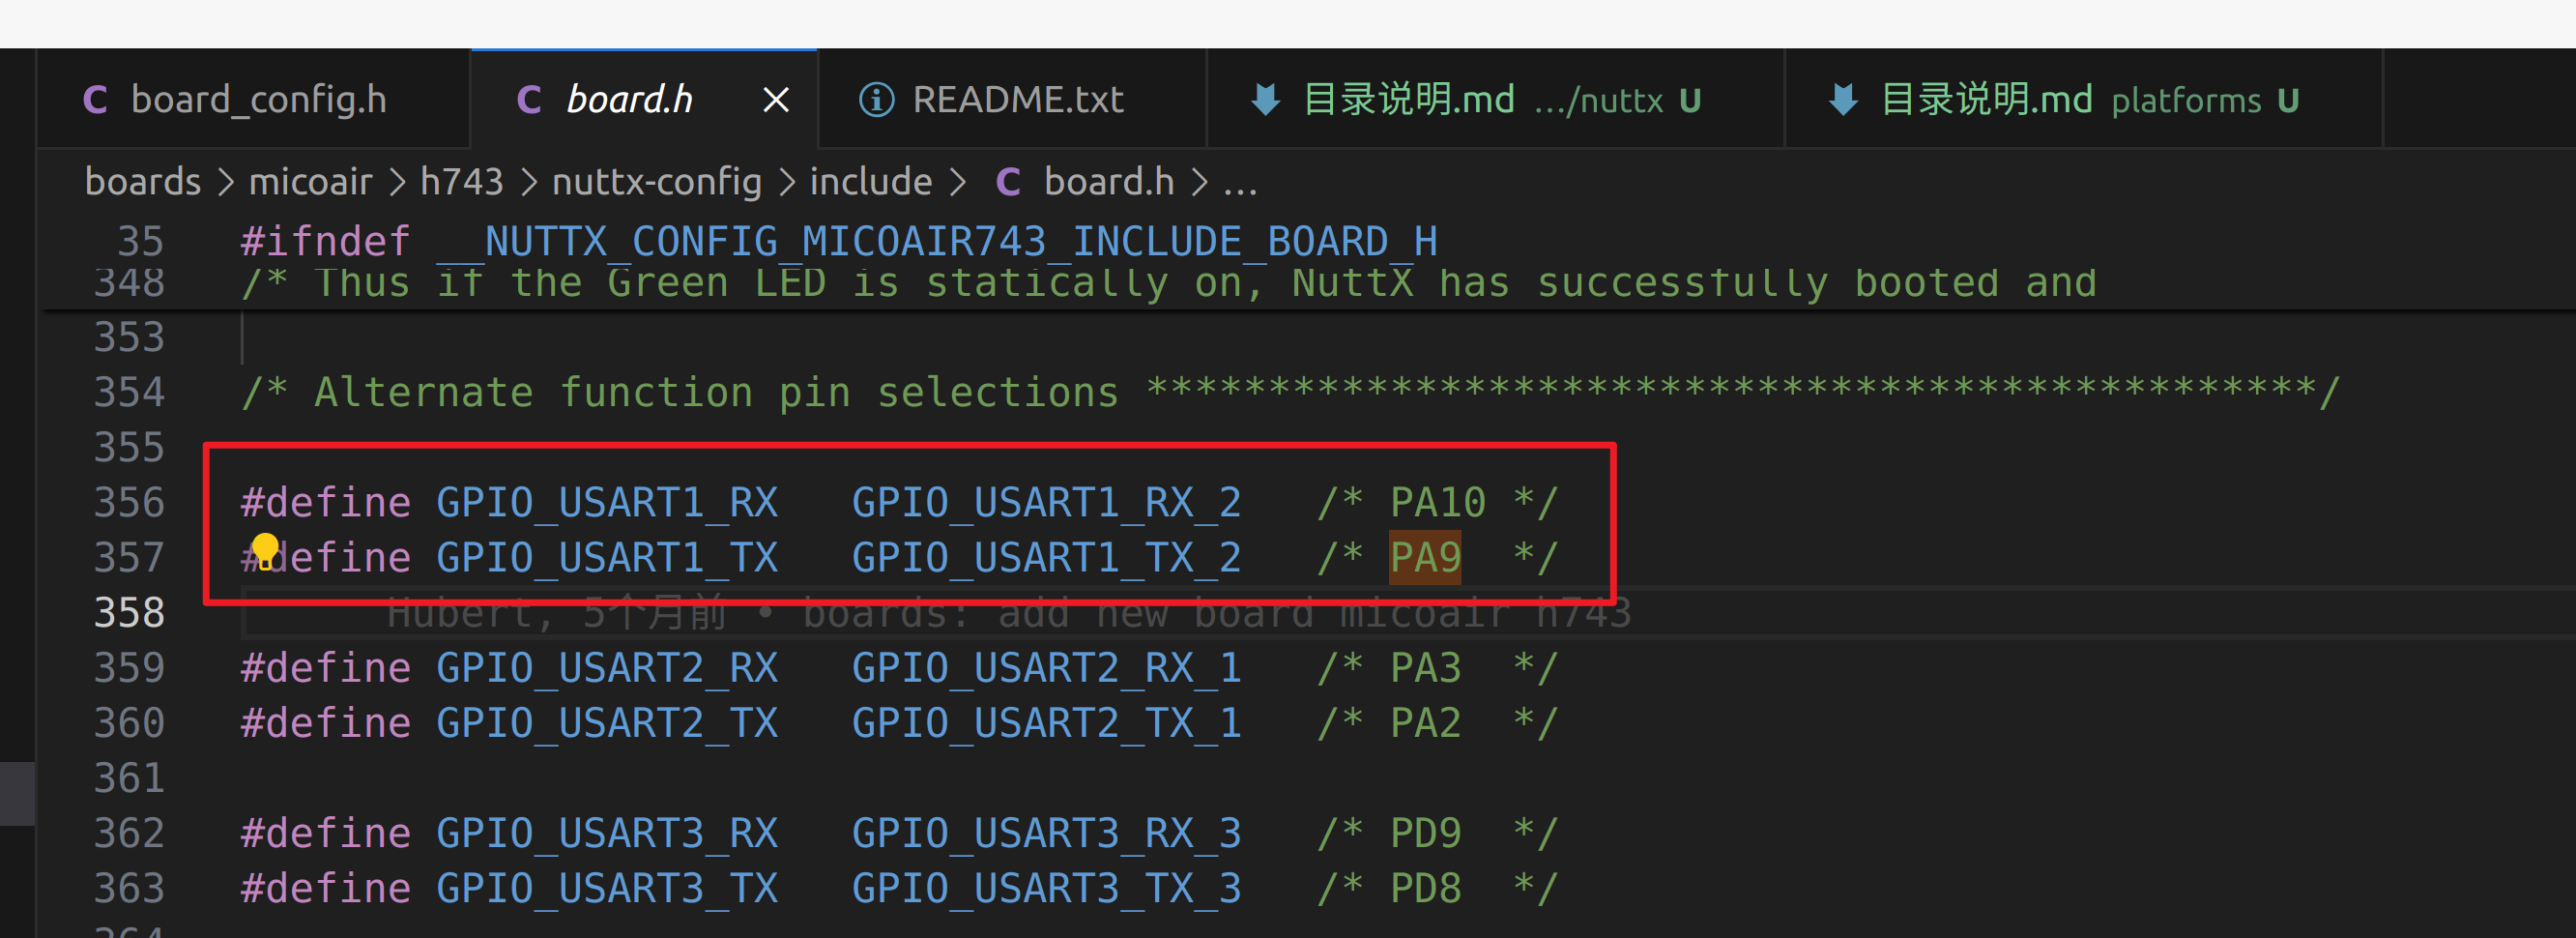 board_config.h board.h README.txt 目录说明.md .../nuttx U 目录说明.md platforms U
boards > micoair > h743 > nuttx-config > include > C board.h > ...
35 #ifndef __NUTTX_CONFIG_MICOAIR743_INCLUDE_BOARD_H
348 /* Thus if the Green LED is statically on, NuttX has successfully booted and
353
354 /* Alternate function pin selections ************************************************/
355
356 #define GPIO_USART1_RX GPIO_USART1_RX_2 /* PA10 */
357 #define GPIO_USART1_TX GPIO_USART1_TX_2 /* PA9 */
358 Hubert, 5个月前 • boards: add new board micoair h743
359 #define GPIO_USART2_RX GPIO_USART2_RX_1 /* PA3 */
360 #define GPIO_USART2_TX GPIO_USART2_TX_1 /* PA2 */
361
362 #define GPIO_USART3_RX GPIO_USART3_RX_3 /* PD9 */
363 #define GPIO_USART3_TX GPIO_USART3_TX_3 /* PD8 */
364